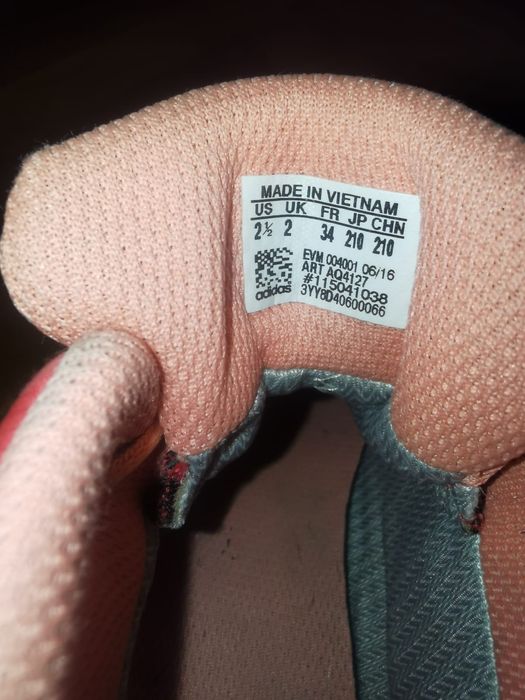 MADE IN VIETNAM
US UK FR JP CHN
2½ 2 34 210 210
EVM 004001 06/16
ART AQ4127
#115041038
3YY8D40600066
adidas